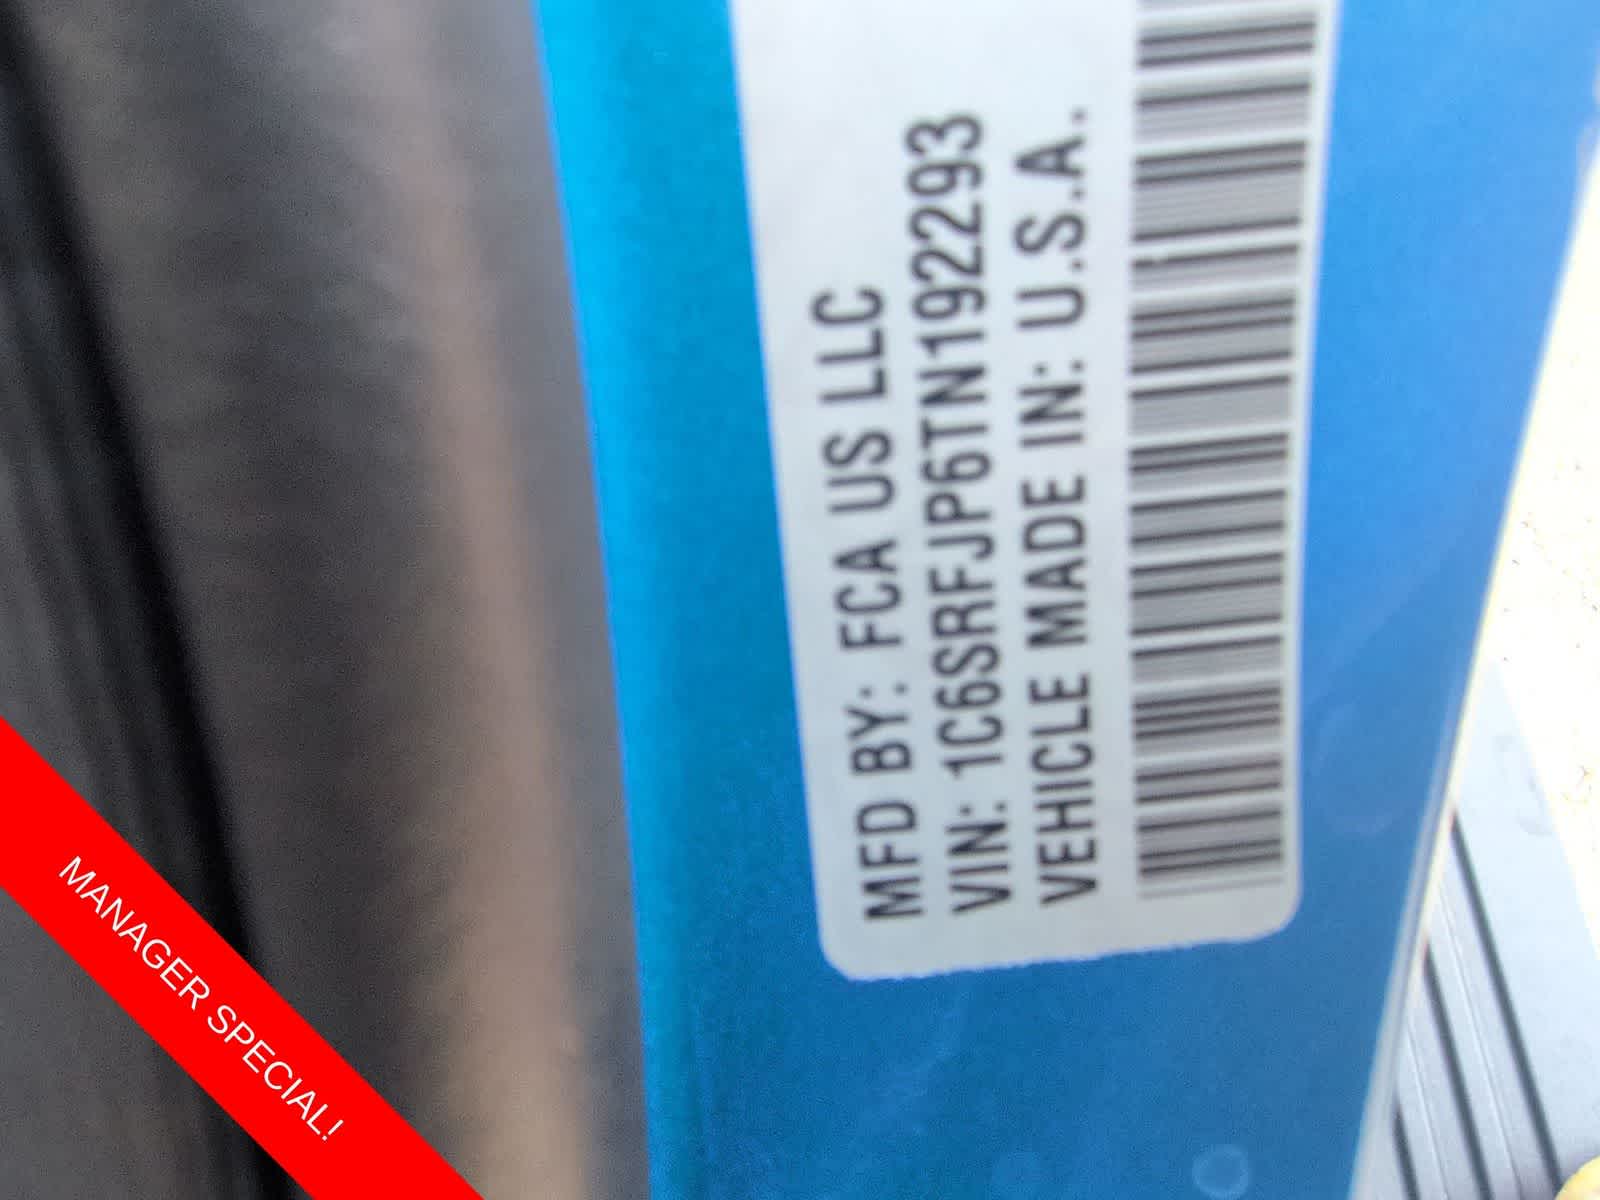 MFD BY: FCA US LLC
VIN: 1C6SRFJP6TN192293
VEHICLE MADE IN: U.S.A.
MANAGER SPECIAL!